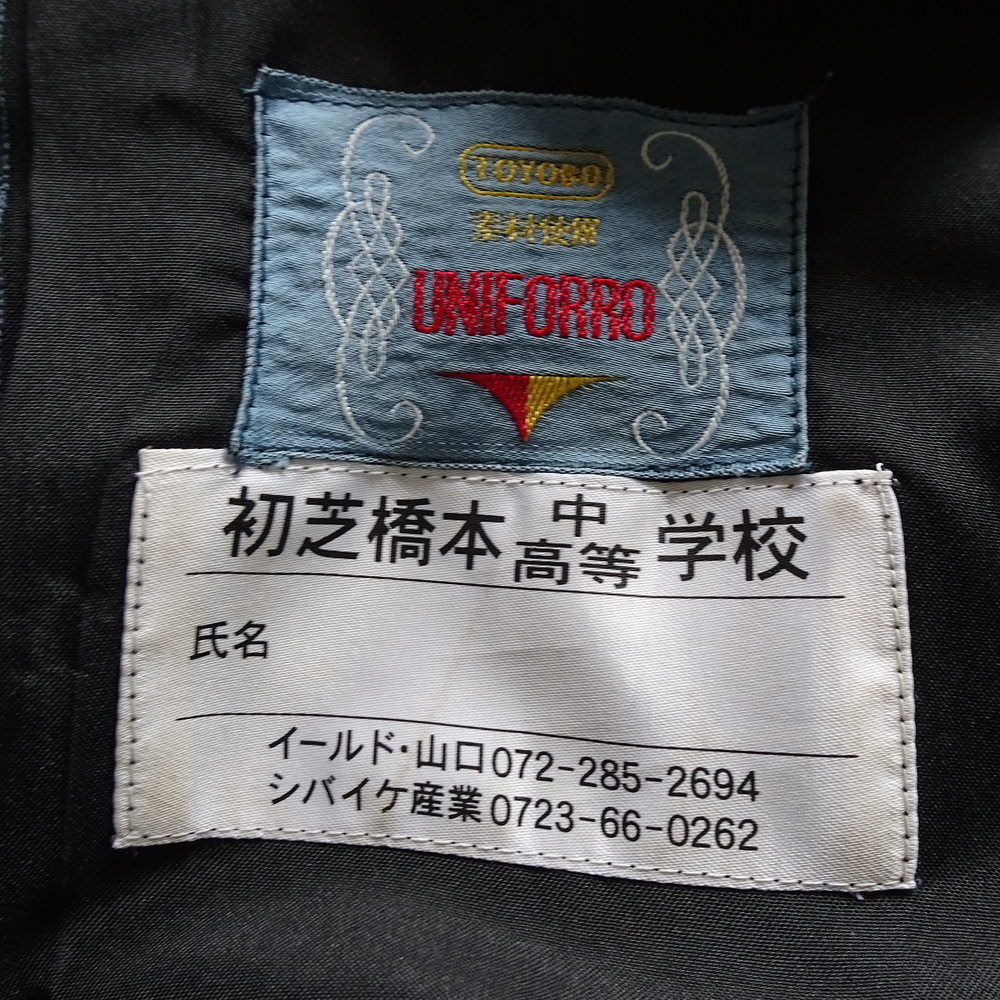 TOYOBO
素材使用
UNIFORRO
初芝橋本中高等学校
氏名
イールド・山口072-285-2694
シバイケ産業0723-66-0262